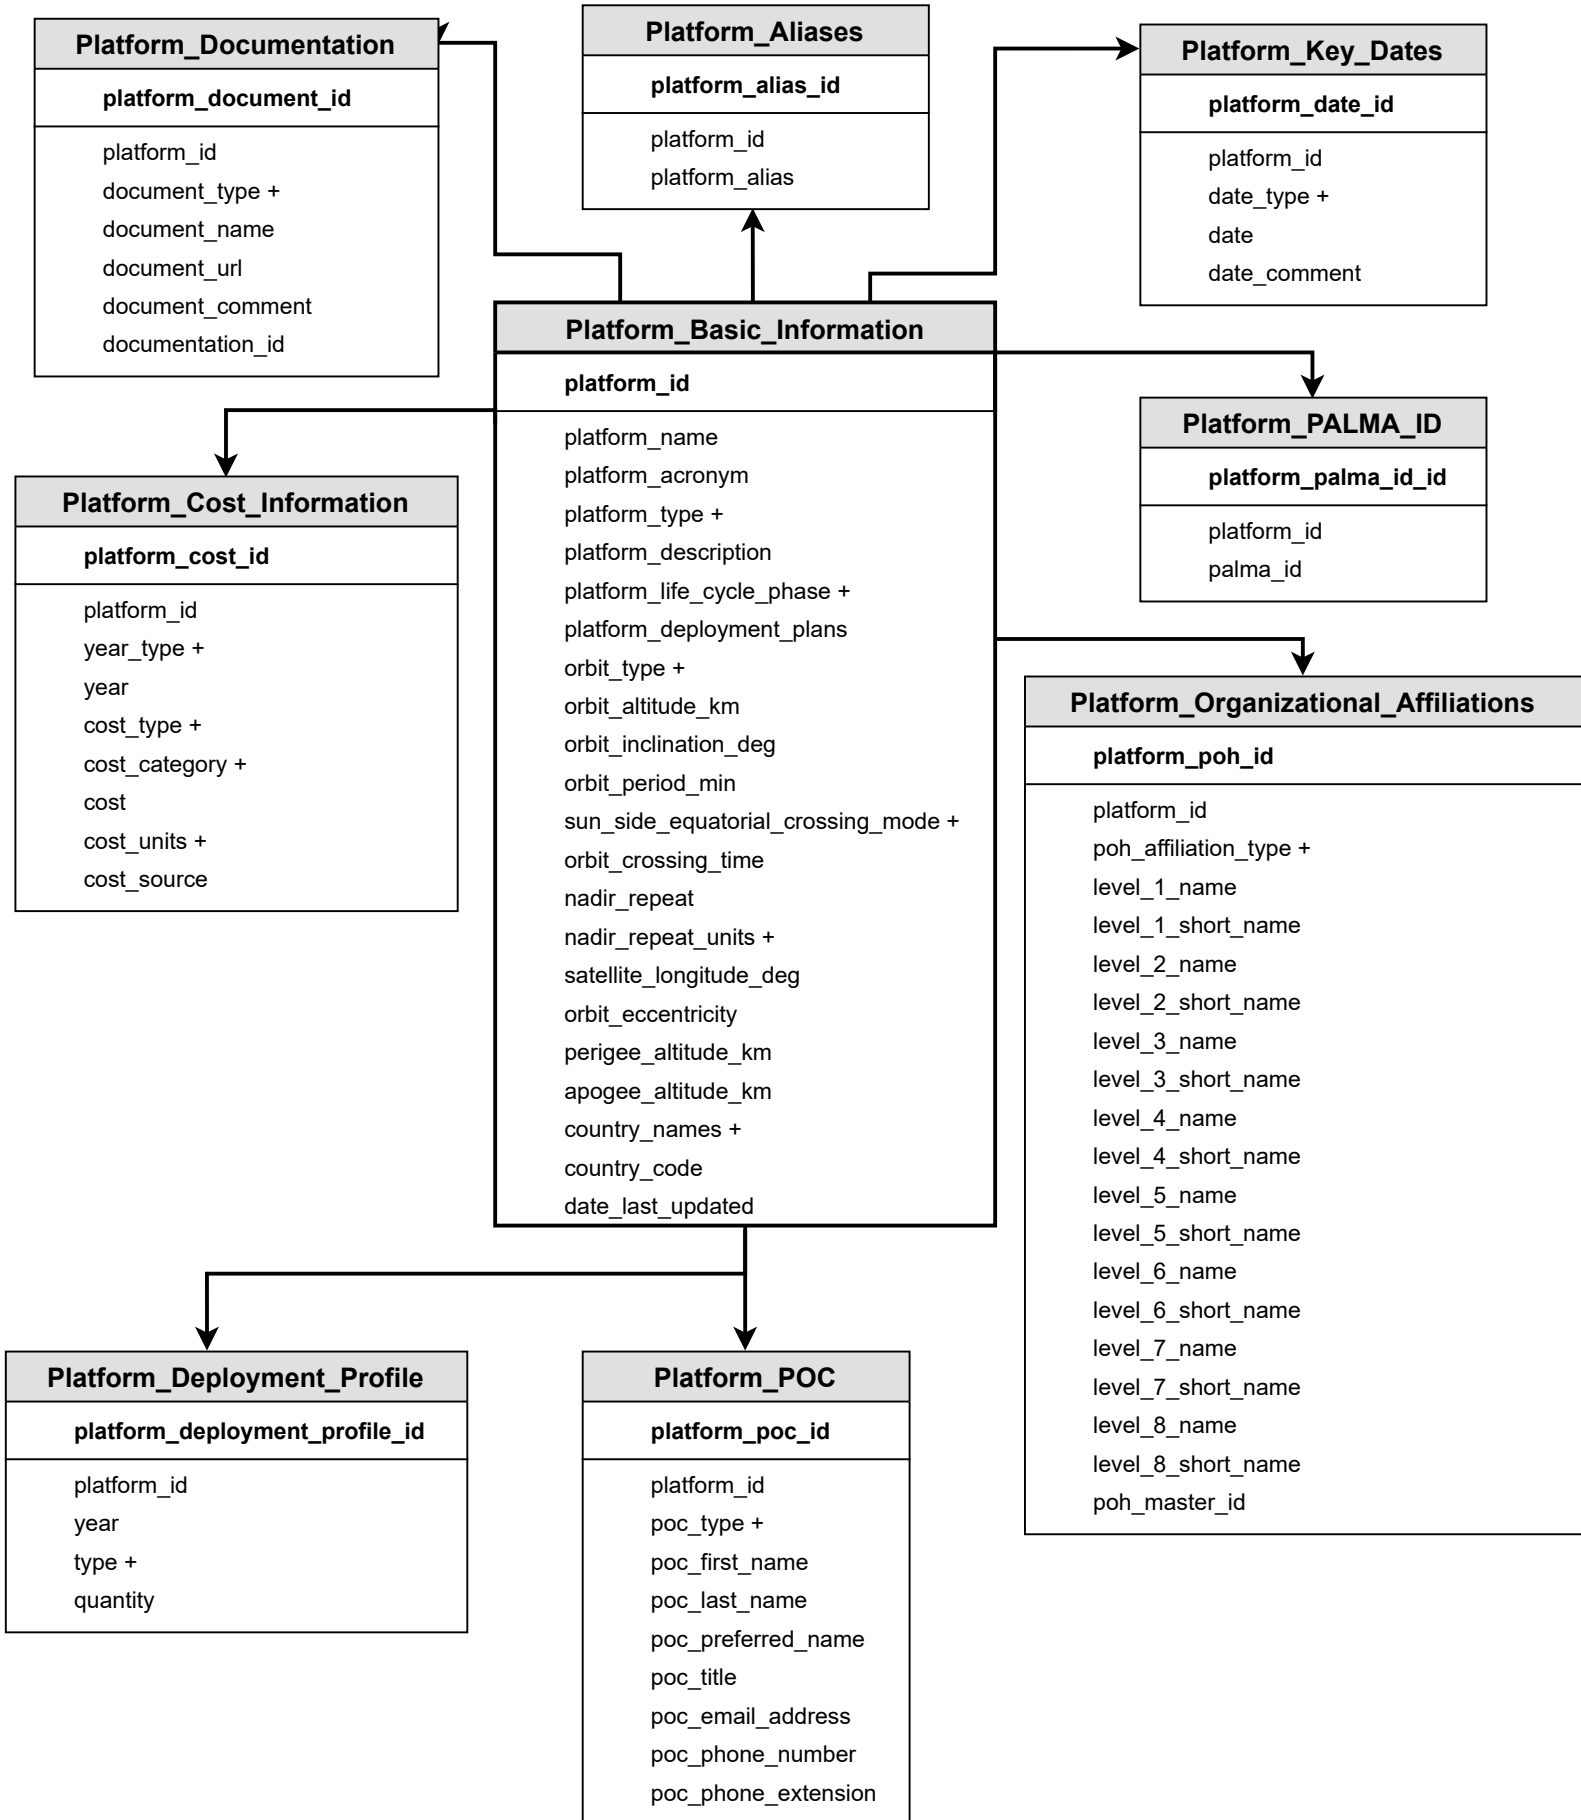 Platform_Documentation
platform_document_id
platform_id
document_type +
document_name
document_url
document_comment
documentation_id
Platform_Aliases
platform_alias_id
platform_id
platform_alias
Platform_Key_Dates
platform_date_id
platform_id
date_type +
date
date_comment
Platform_Basic_Information
platform_id
platform_name
platform_acronym
platform_type +
platform_description
platform_life_cycle_phase +
platform_deployment_plans
orbit_type +
orbit_altitude_km
orbit_inclination_deg
orbit_period_min
sun_side_equatorial_crossing_mode +
orbit_crossing_time
nadir_repeat
nadir_repeat_units +
satellite_longitude_deg
orbit_eccentricity
perigee_altitude_km
apogee_altitude_km
country_names +
country_code
date_last_updated
Platform_PALMA_ID
platform_palma_id_id
platform_id
palma_id
Platform_Cost_Information
platform_cost_id
platform_id
year_type +
year
cost_type +
cost_category +
cost
cost_units +
cost_source
Platform_Organizational_Affiliations
platform_poh_id
platform_id
poh_affiliation_type +
level_1_name
level_1_short_name
level_2_name
level_2_short_name
level_3_name
level_3_short_name
level_4_name
level_4_short_name
level_5_name
level_5_short_name
level_6_name
level_6_short_name
level_7_name
level_7_short_name
level_8_name
level_8_short_name
poh_master_id
Platform_Deployment_Profile
platform_deployment_profile_id
platform_id
year
type +
quantity
Platform_POC
platform_poc_id
platform_id
poc_type +
poc_first_name
poc_last_name
poc_preferred_name
poc_title
poc_email_address
poc_phone_number
poc_phone_extension